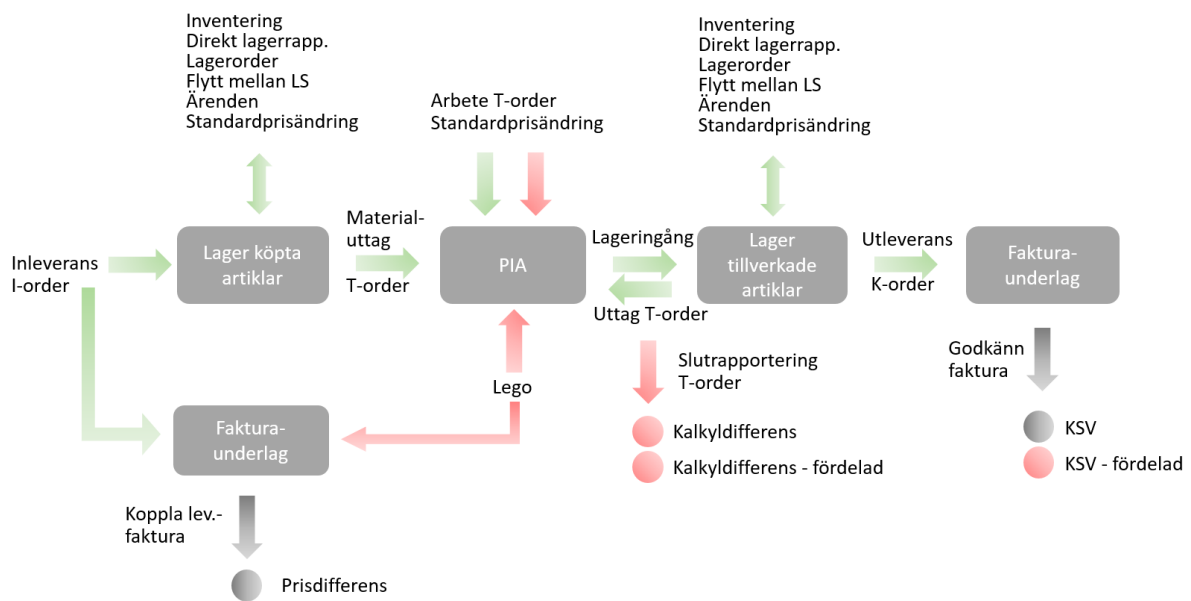 Inventering
Direkt lagerrapp.
Lagerorder
Flytt mellan LS
Ärenden
Standardprisändring
Arbete T-order
Standardprisändring
Inventering
Direkt lagerrapp.
Lagerorder
Flytt mellan LS
Ärenden
Standardprisändring
Inleverans
I-order
Lager köpta
artiklar
Material-
uttag
T-order
PIA
Lageringång
Uttag T-order
Lager
tillverkade
artiklar
Utleverans
K-order
Faktura-
underlag
Lego
Slutrapportering
T-order
Godkänn
faktura
Faktura-
underlag
Kalkyldifferens
Kalkyldifferens - fördelad
KSV
KSV - fördelad
Koppla lev.-
faktura
Prisdifferens